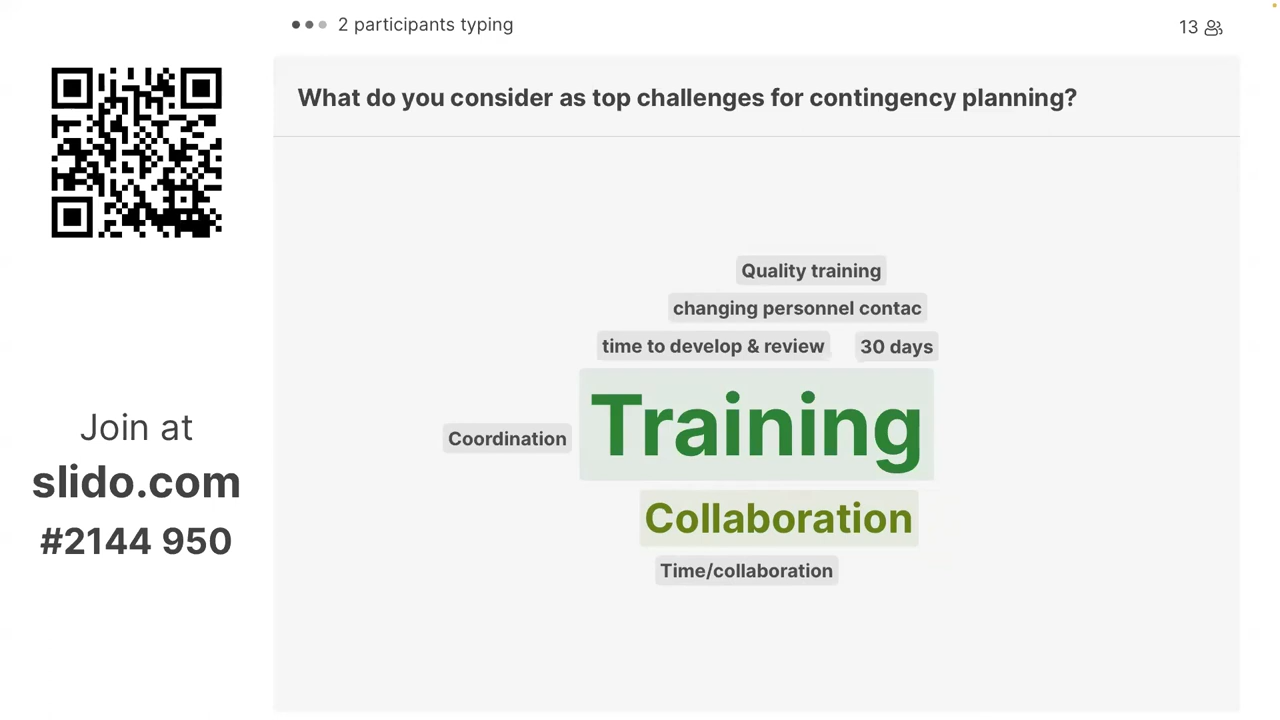 2 participants typing
13
What do you consider as top challenges for contingency planning?
Quality training
changing personnel contac
time to develop & review
30 days
Training
Coordination
Collaboration
Time/collaboration
Join at
slido.com
#2144 950